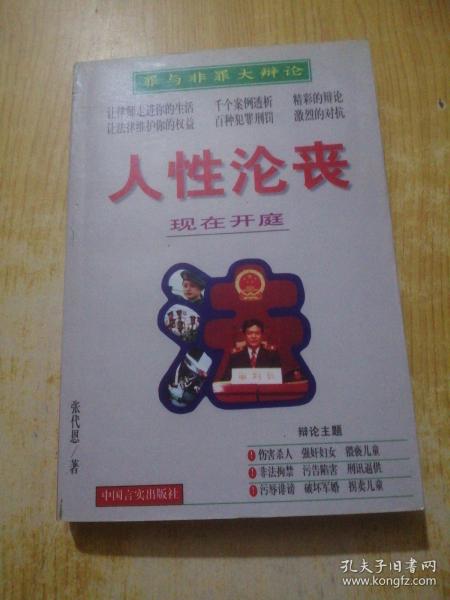 罪与非罪大辩论
让律师走进你的生活 千个案例透析 精彩的辩论
让法律维护你的权益 百种犯罪刑罚 激烈的对抗
人性沦丧
现在开庭
法
审判长
张代恩/著
辩论主题
! 伤害杀人 强奸妇女 猥亵儿童
! 非法拘禁 诬告陷害 刑讯逼供
! 污辱诽谤 破坏军婚 拐卖儿童
中国言实出版社
孔夫子旧书网
www.kongfz.com